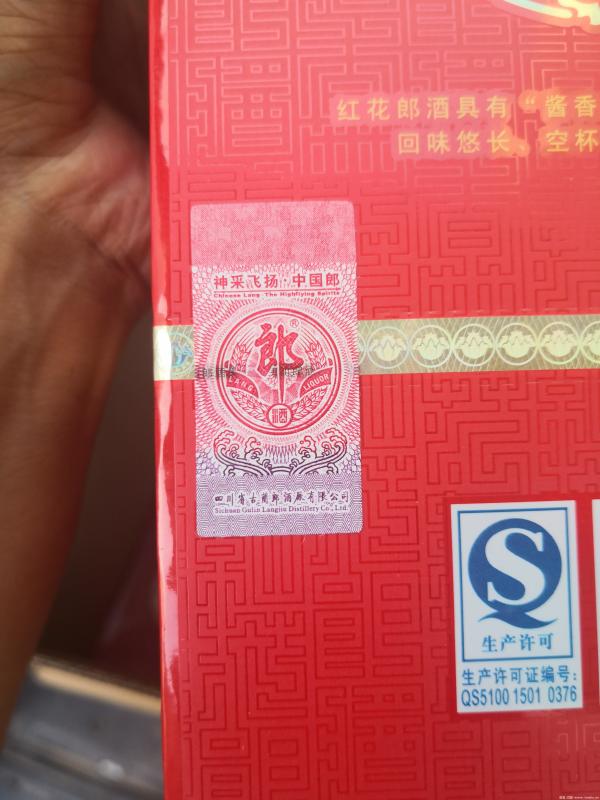 红花郎酒具有“酱香
回味悠长、空杯
神采飞扬·中国郎
Chinese Lang The Highflying Spirits
郎
®
LANG LIQUOR
酒
四川省古蔺郎酒厂有限公司
Sichuan Gulin Langjiu Distillery Co., Ltd.
QS
生产许可
生产许可证编号:
QS5100 1501 0376